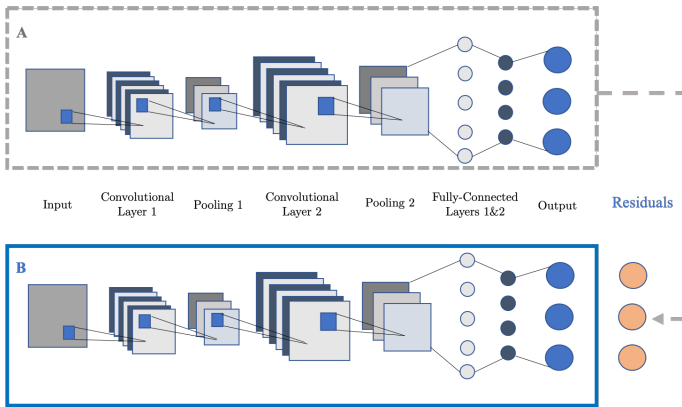 A
Input
Convolutional
Layer 1
Pooling 1
Convolutional
Layer 2
Pooling 2
Fully-Connected
Layers 1&2
Output
Residuals
B